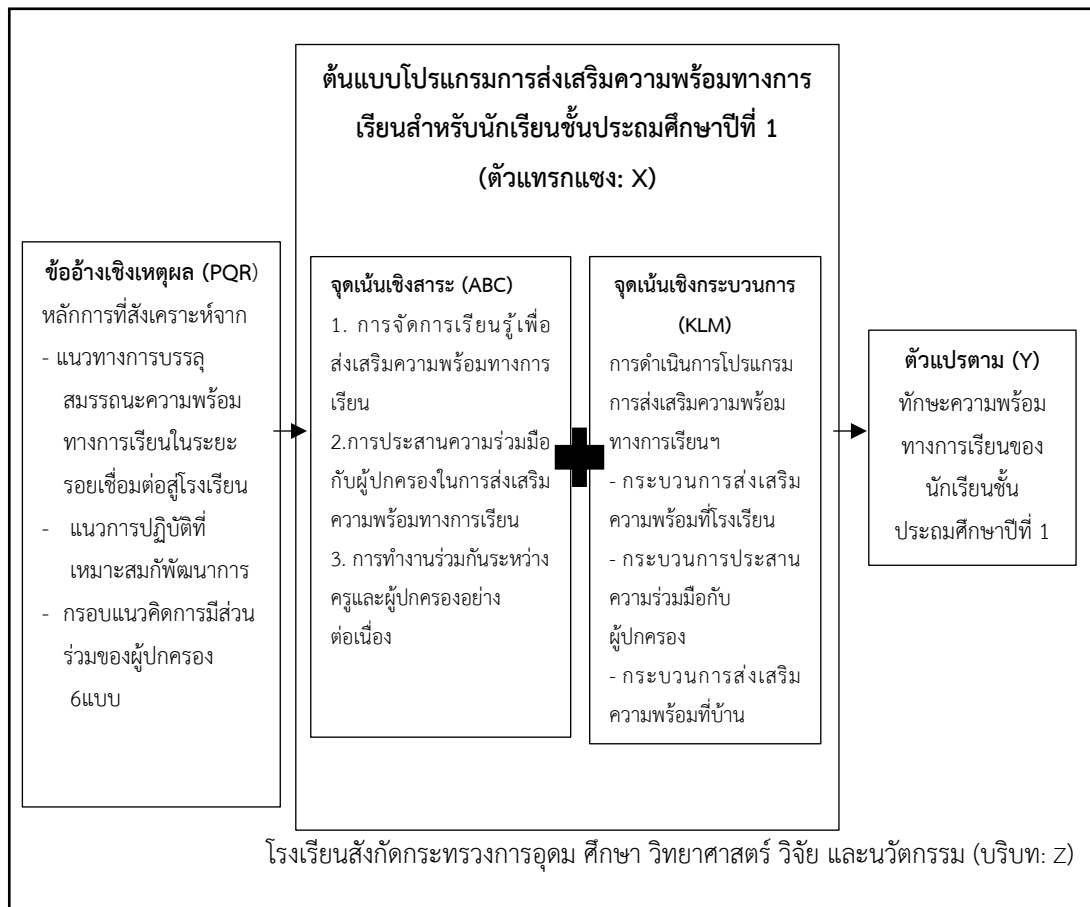 ต้นแบบโปรแกรมการส่งเสริมความพร้อมทางการ
เรียนสำหรับนักเรียนชั้นประถมศึกษาปีที่ 1
(ตัวแทรกแซง: X)
ข้ออ้างเชิงเหตุผล (PQR)
หลักการที่สังเคราะห์จาก
- แนวทางการบรรลุ
สมรรถนะความพร้อม
ทางการเรียนในระยะ
รอยเชื่อมต่อสู่โรงเรียน
- แนวการปฏิบัติที่
เหมาะสมกัพัฒนาการ
- กรอบแนวคิดการมีส่วน
ร่วมของผู้ปกครอง
6แบบ
จุดเน้นเชิงสาระ (ABC)
1. การจัดการเรียนรู้เพื่อ
ส่งเสริมความพร้อมทางการ
เรียน
2.การประสานความร่วมมือ
กับผู้ปกครองในการส่งเสริม
ความพร้อมทางการเรียน
3. การทำงานร่วมกันระหว่าง
ครูและผู้ปกครองอย่าง
ต่อเนื่อง
จุดเน้นเชิงกระบวนการ
(KLM)
การดำเนินการโปรแกรม
การส่งเสริมความพร้อม
ทางการเรียนฯ
- กระบวนการส่งเสริม
ความพร้อมที่โรงเรียน
- กระบวนการประสาน
ความร่วมมือกับ
ผู้ปกครอง
- กระบวนการส่งเสริม
ความพร้อมที่บ้าน
ตัวแปรตาม (Y)
ทักษะความพร้อม
ทางการเรียนของ
นักเรียนชั้น
ประถมศึกษาปีที่ 1
โรงเรียนสังกัดกระทรวงการอุดม ศึกษา วิทยาศาสตร์ วิจัย และนวัตกรรม (บริบท: Z)